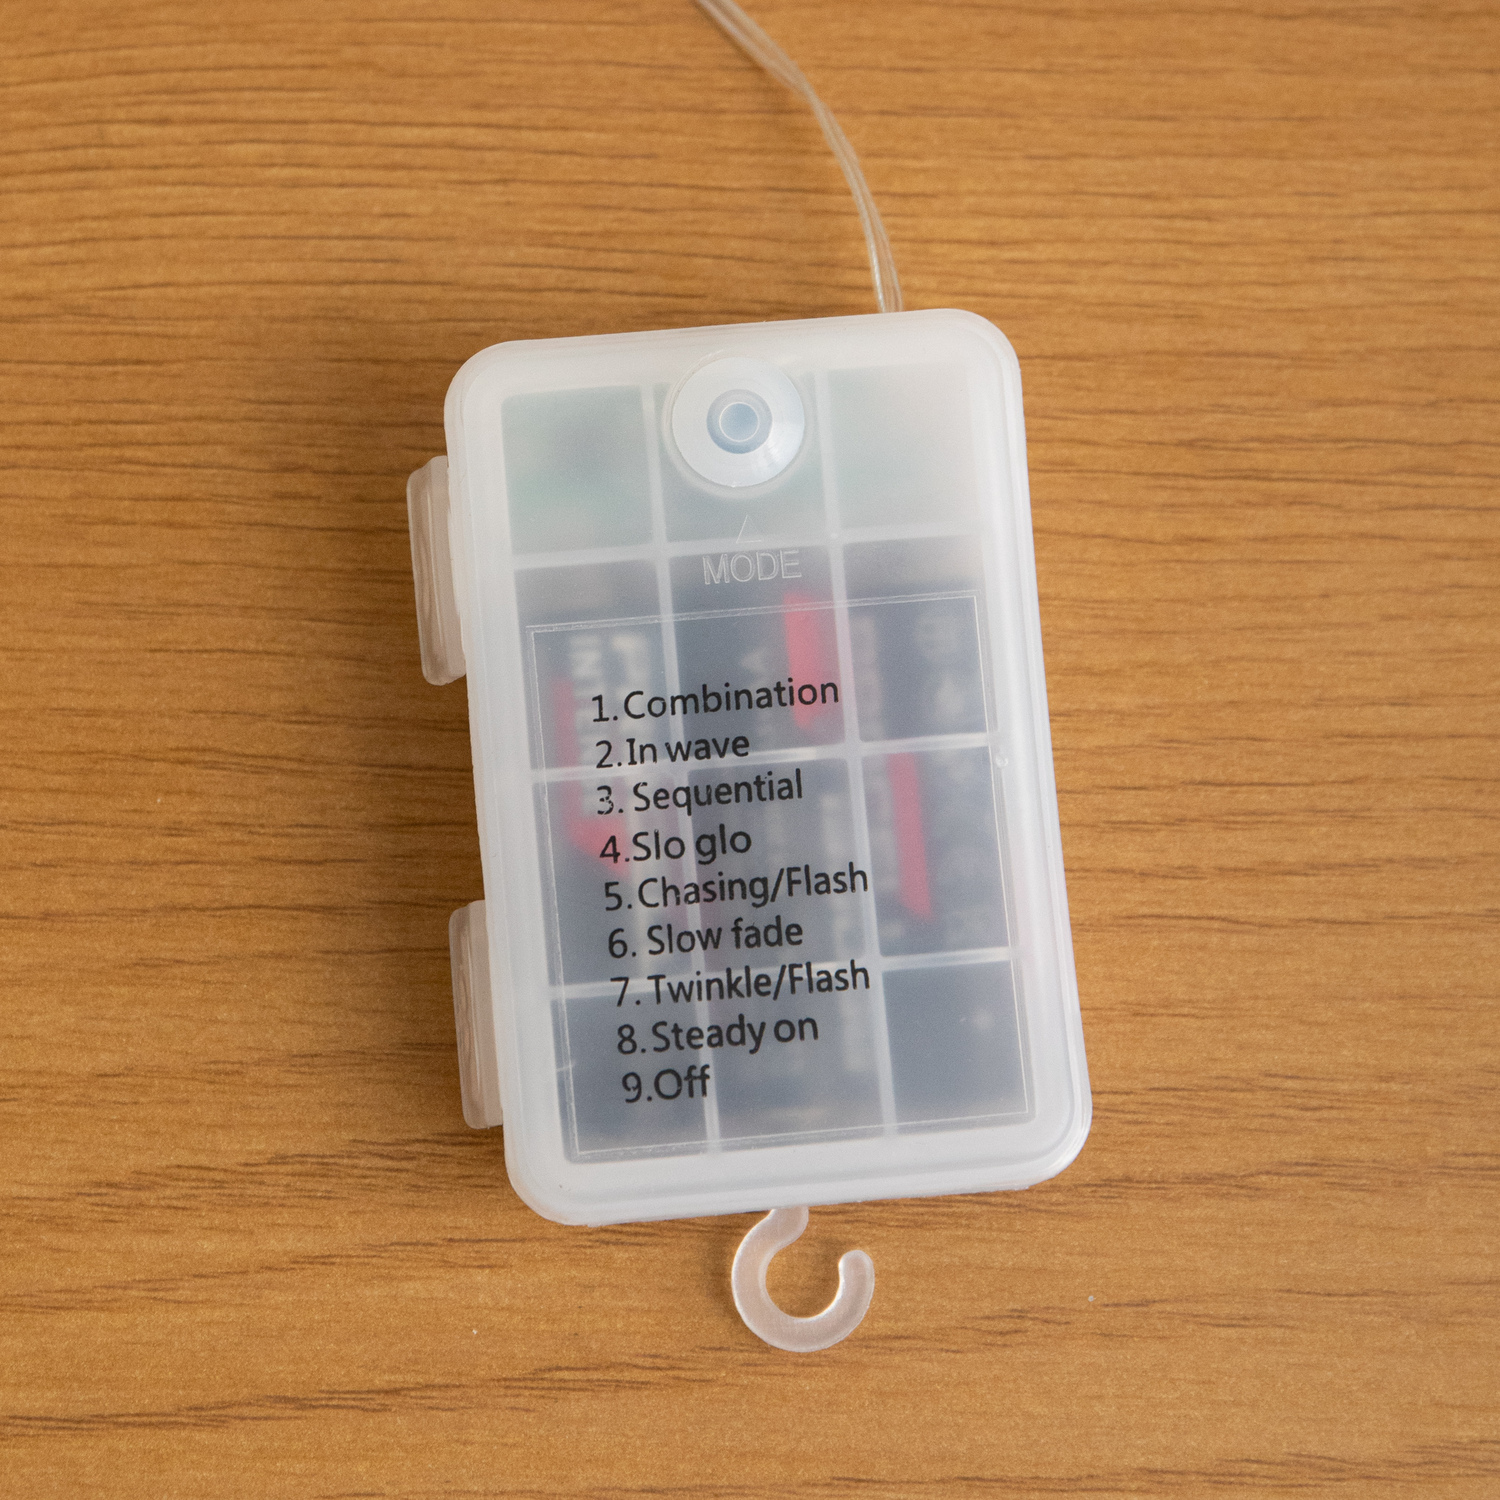 MODE
1. Combination
2. In wave
3. Sequential
4. Slo glo
5. Chasing/Flash
6. Slow fade
7. Twinkle/Flash
8. Steady on
9. Off